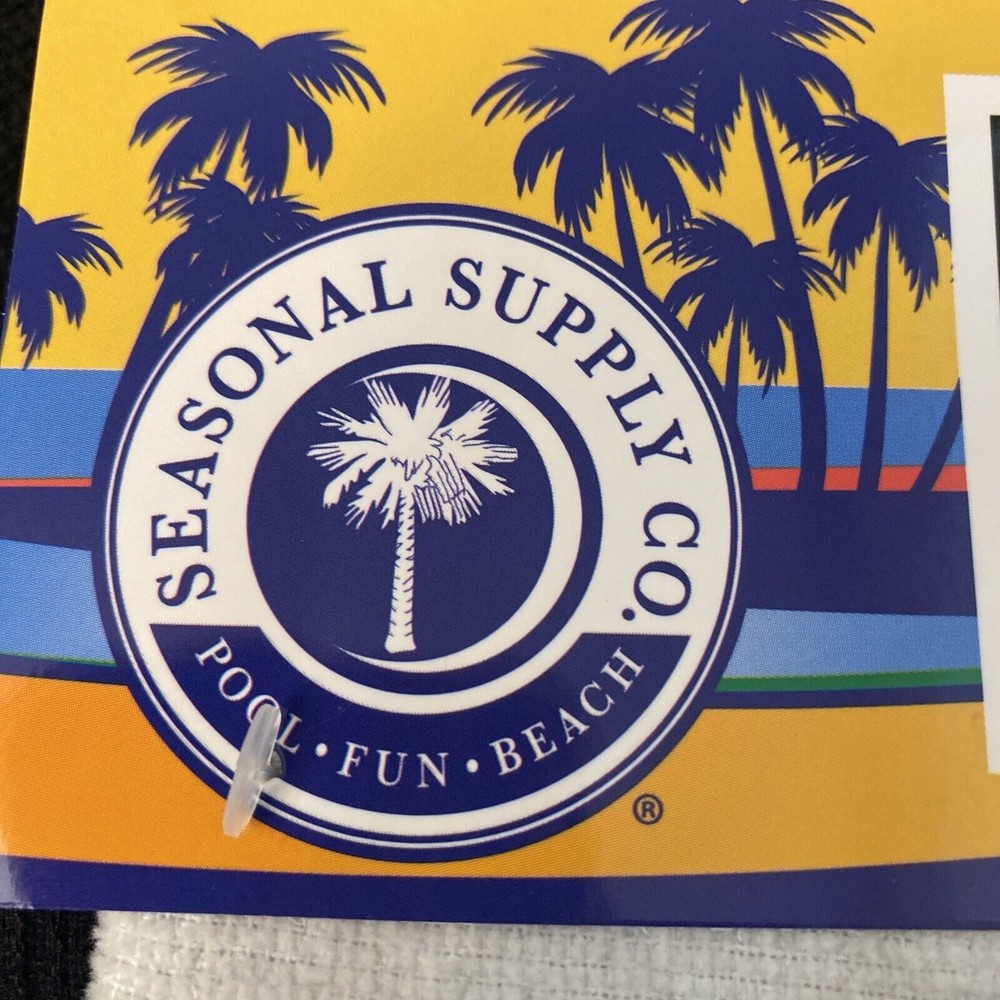 SEASONAL SUPPLY CO.
POOL • FUN • BEACH
®